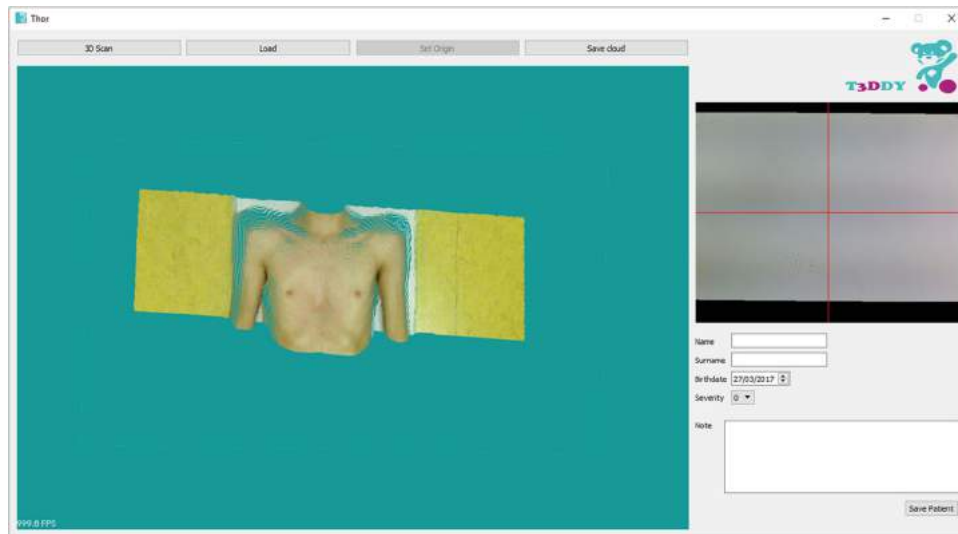 Thor
3D Scan Load Set Origin Save cloud
T3DDY
Name
Surname
Birthdate 27/03/2017
Severity 0
Note
Save Patient
999.8 FPS